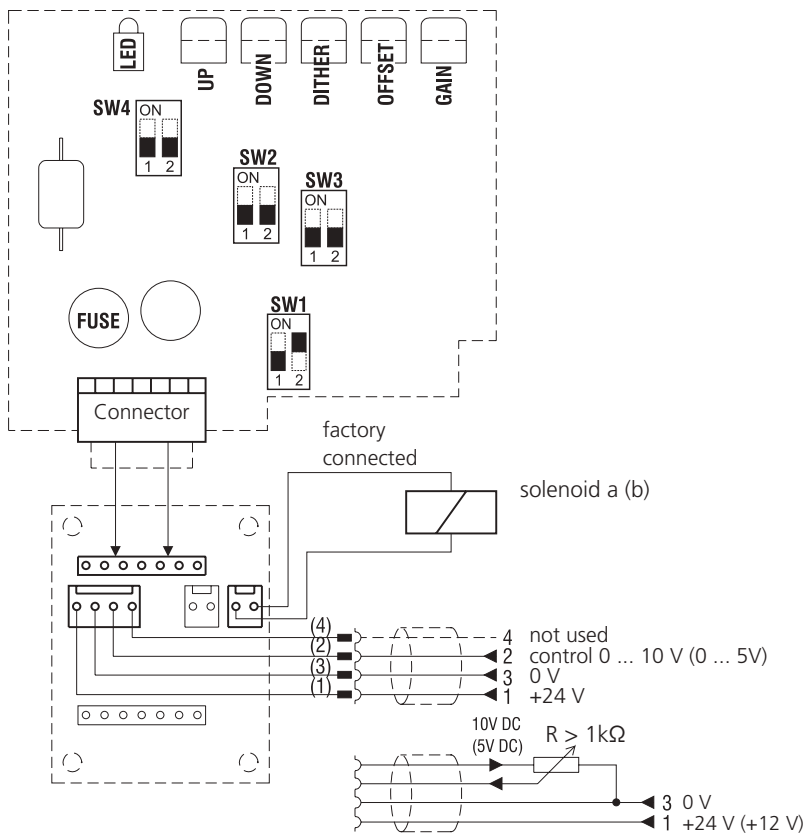 LED
UP
DOWN
DITHER
OFFSET
GAIN
SW4
ON
1 2
SW2
ON
1 2
SW3
ON
1 2
FUSE
SW1
ON
1 2
Connector
factory
connected
solenoid a (b)
(4)
4 not used
(2)
2 control 0 ... 10 V (0 ... 5V)
(3)
3 0 V
(1)
1 +24 V
10V DC
(5V DC)
R > 1kΩ
3 0 V
1 +24 V (+12 V)